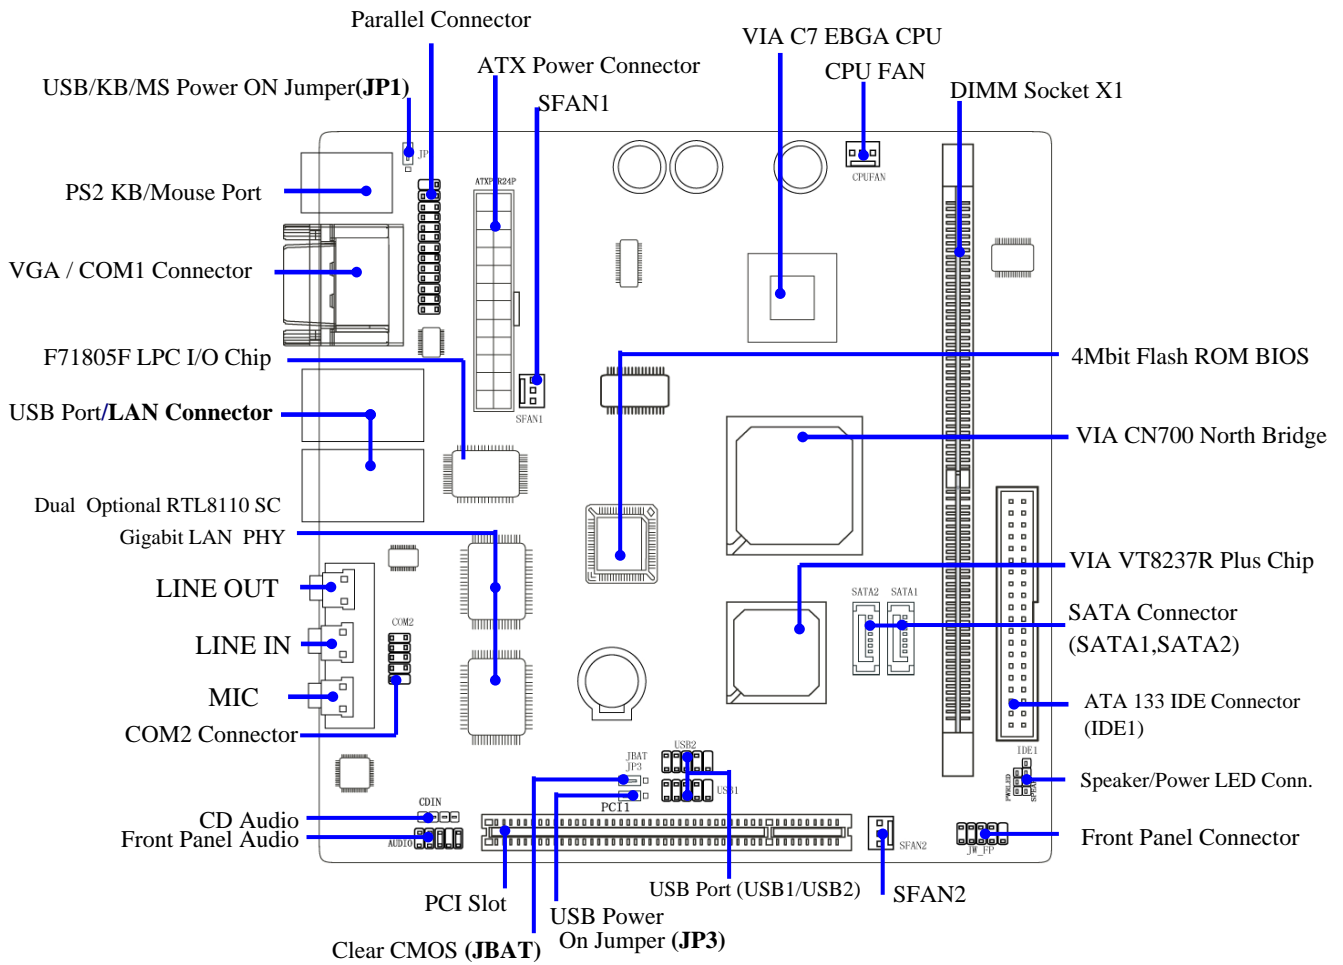 Parallel Connector
VIA C7 EBGA CPU
ATX Power Connector
CPU FAN
USB/KB/MS Power ON Jumper(JP1)
SFAN1
DIMM Socket X1
JP
CPUFAN
PS2 KB/Mouse Port
VGA / COM1 Connector
F71805F LPC I/O Chip
4Mbit Flash ROM BIOS
USB Port/LAN Connector
SFAN1
VIA CN700 North Bridge
Dual Optional RTL8110 SC
Gigabit LAN PHY
VIA VT8237R Plus Chip
LINE OUT
SATA2
SATA1
SATA Connector
(SATA1,SATA2)
COM2
LINE IN
MIC
ATA 133 IDE Connector
(IDE1)
COM2 Connector
USB2
IDE1
JBAT
JP3
Speaker/Power LED Conn.
PWRLED
USB1
CDIN
PCI1
CD Audio
Front Panel Audio
AUDIO
SFAN2
JW_FP
Front Panel Connector
PCI Slot
USB Port (USB1/USB2)
SFAN2
USB Power
On Jumper (JP3)
Clear CMOS (JBAT)